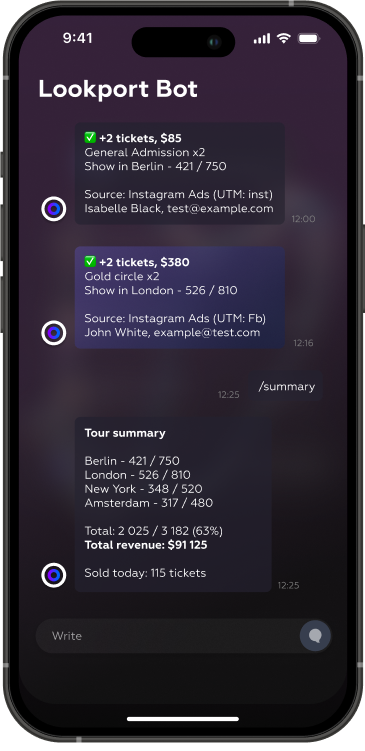 9:41
Lookport Bot
✅ +2 tickets, $85
General Admission x2
Show in Berlin - 421 / 750
Source: Instagram Ads (UTM: inst)
Isabelle Black, test@example.com
12:00
✅ +2 tickets, $380
Gold circle x2
Show in London - 526 / 810
Source: Instagram Ads (UTM: Fb)
John White, example@test.com
12:16
/summary
12:25
Tour summary
Berlin - 421 / 750
London - 526 / 810
New York - 348 / 520
Amsterdam - 317 / 480
Total: 2 025 / 3 182 (63%)
Total revenue: $91 125
Sold today: 115 tickets
12:25
Write